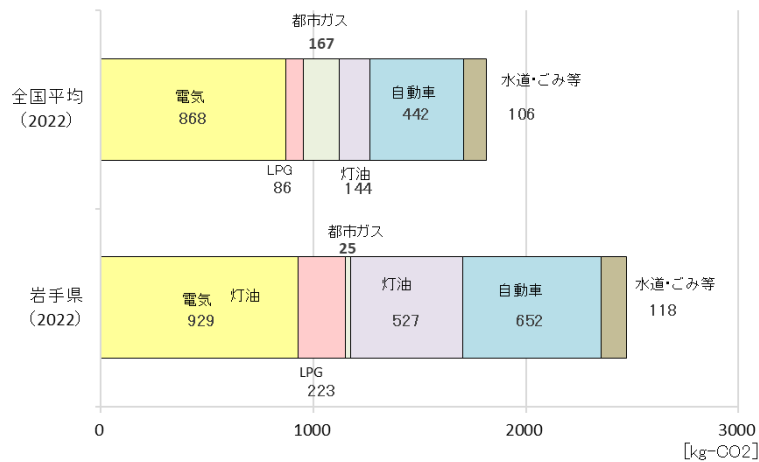 都市ガス
167
全国平均
（2022）
電気
868
自動車
442
水道・ごみ等
106
LPG
86
灯油
144
都市ガス
25
岩手県
（2022）
電気
929
灯油
灯油
527
自動車
652
水道・ごみ等
118
LPG
223
0 1000 2000 3000
[kg-CO2]